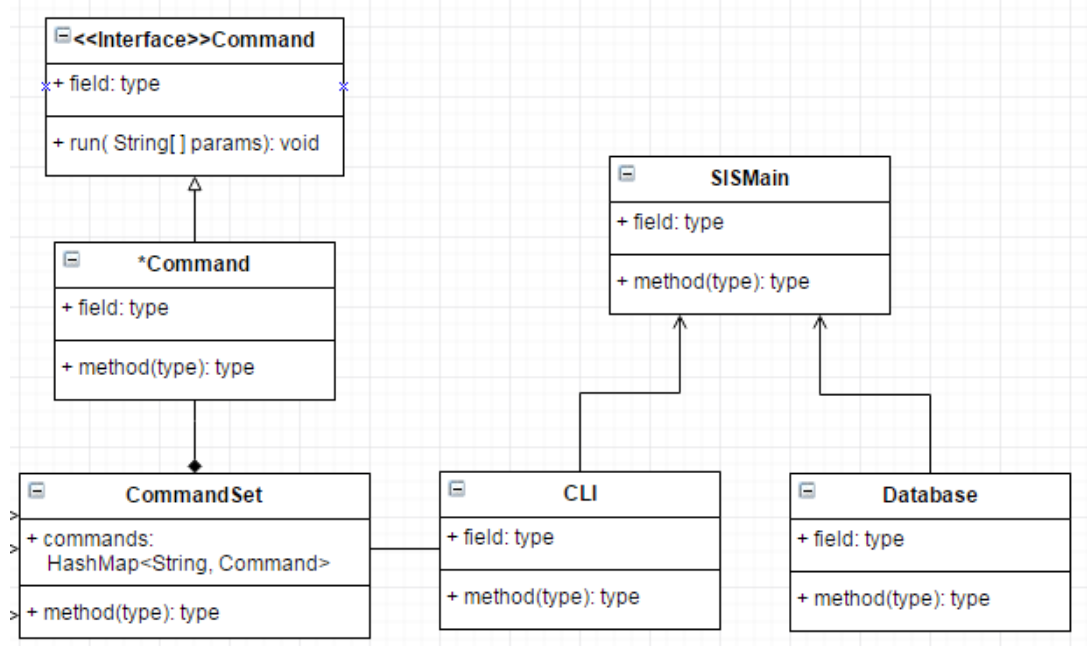 <<Interface>>Command
+ field: type
+ run( String[ ] params): void
*Command
+ field: type
+ method(type): type
SISMain
+ field: type
+ method(type): type
CommandSet
+ commands:
HashMap<String, Command>
+ method(type): type
CLI
+ field: type
+ method(type): type
Database
+ field: type
+ method(type): type